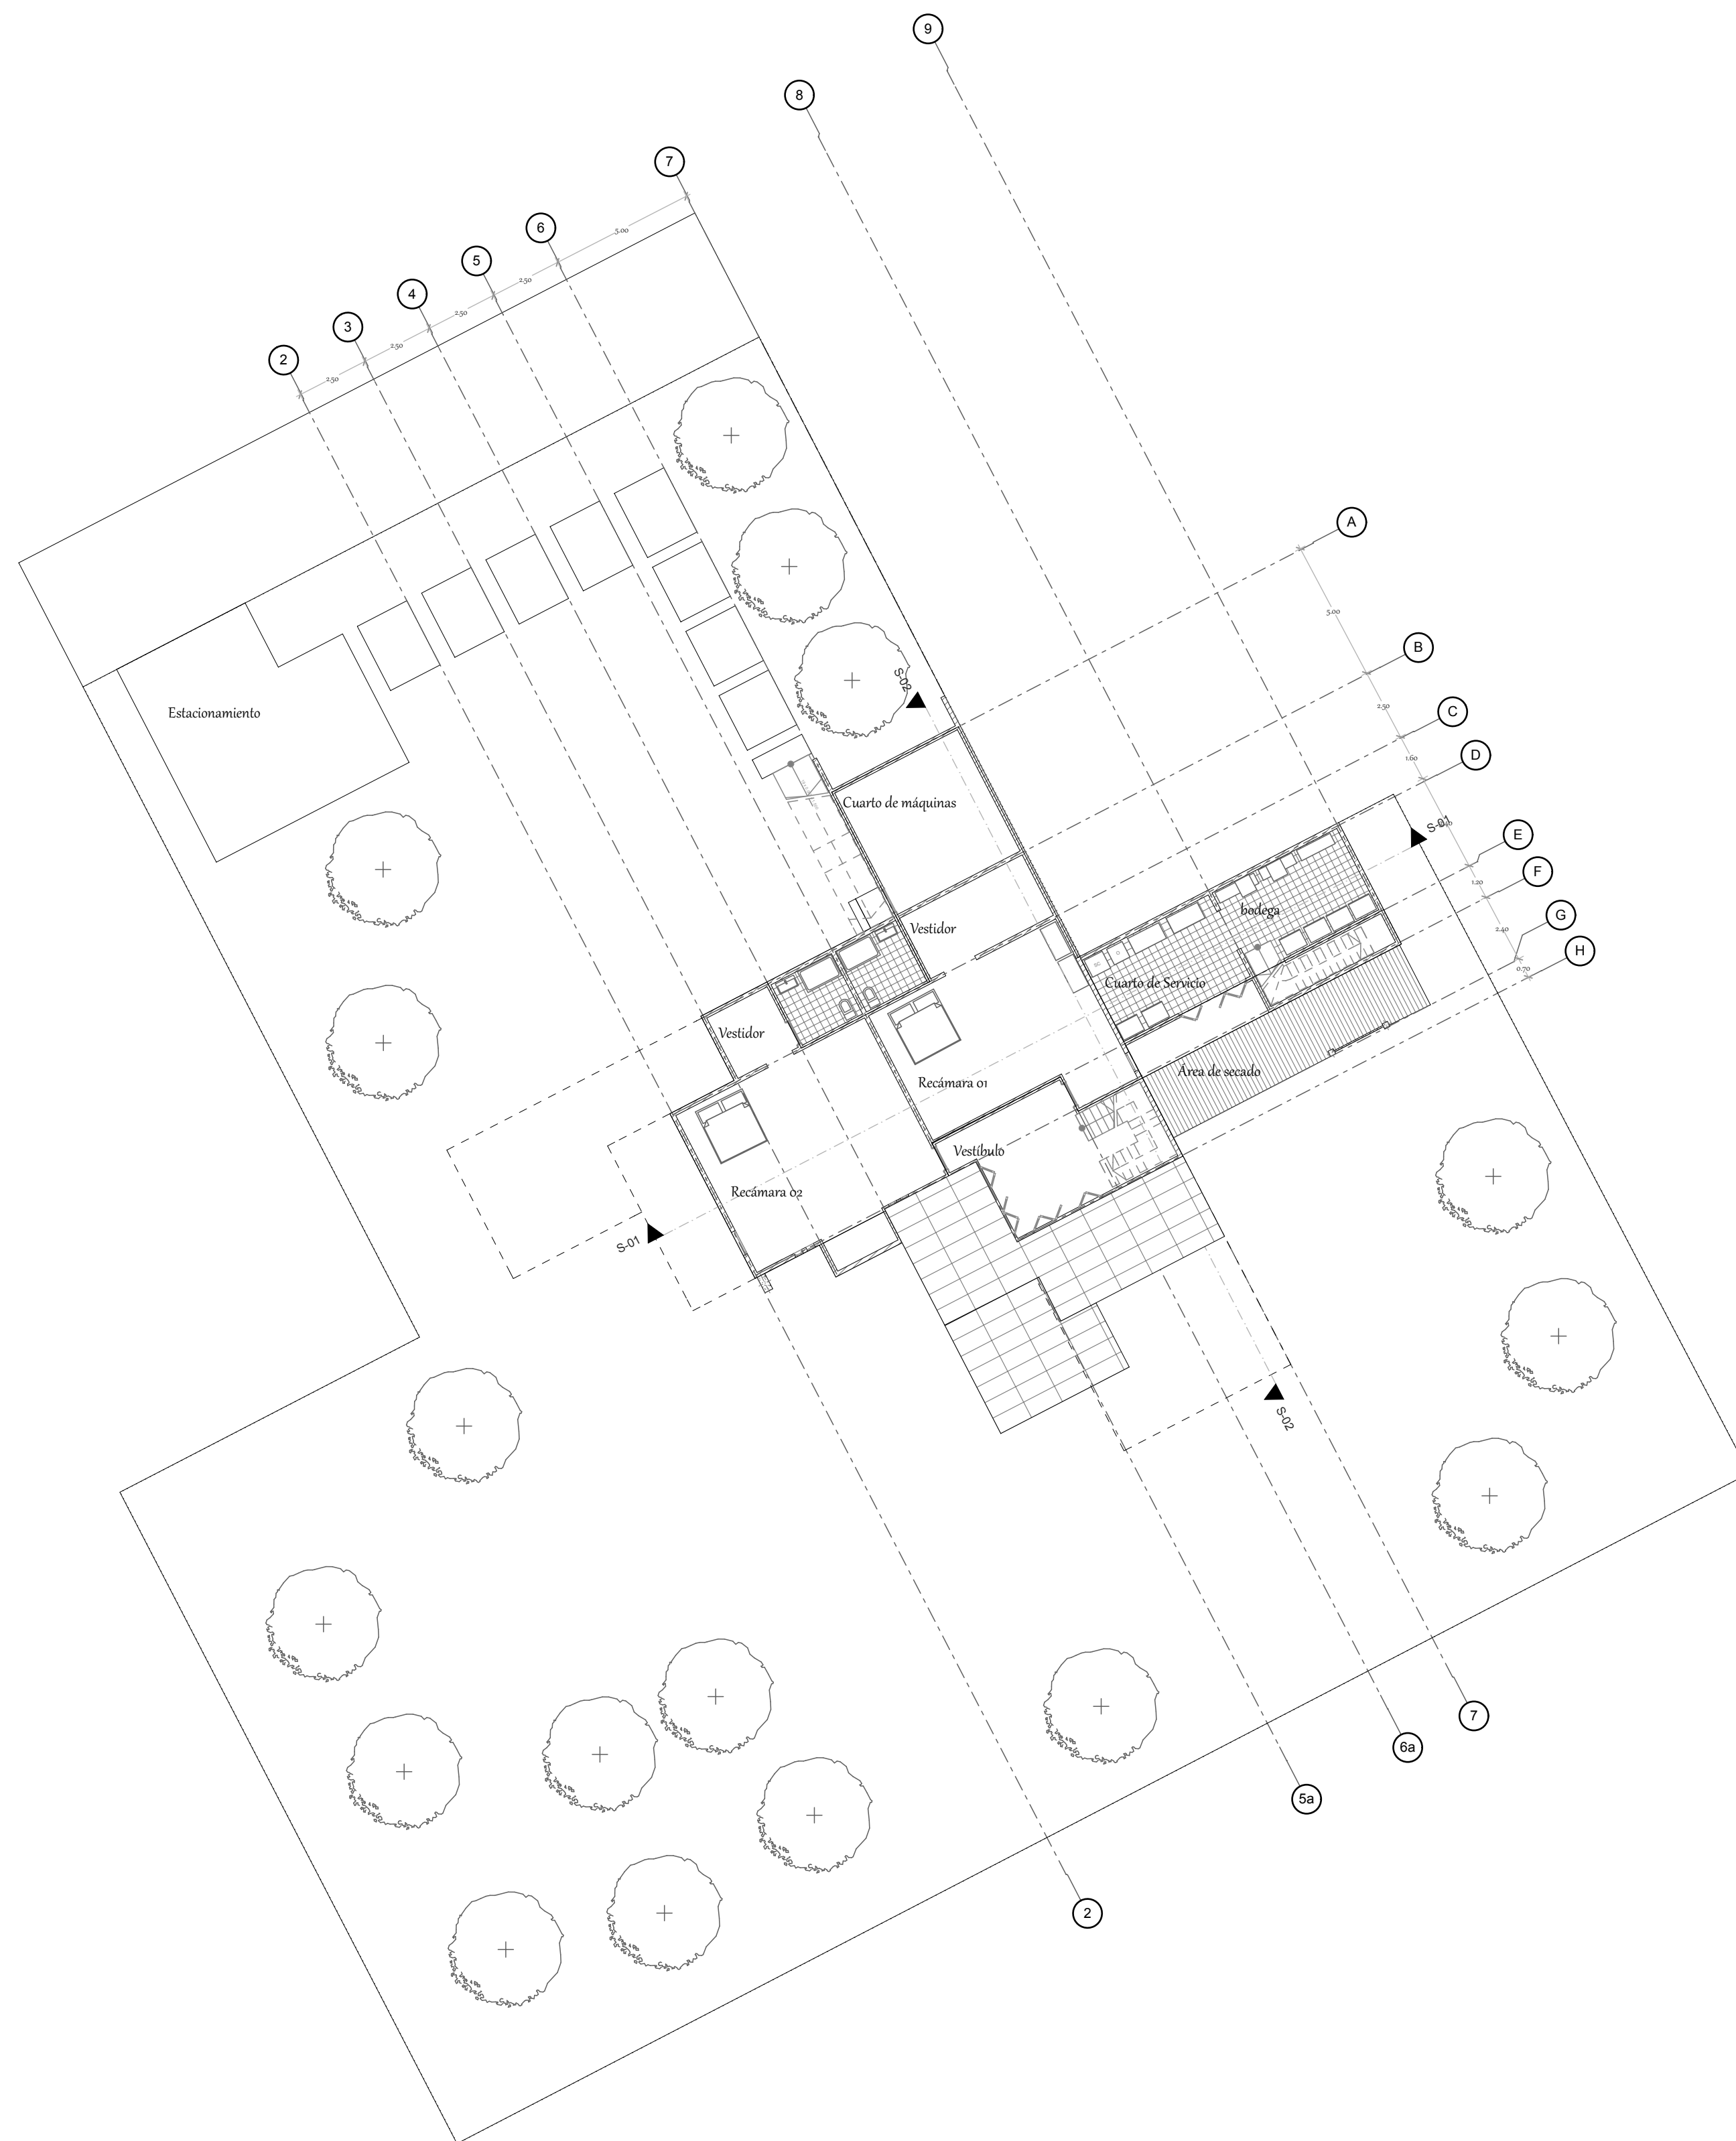 9
8
7
6
5
4
3
2
5.00
2.50
2.50
2.50
2.50
A
B
C
D
E
F
G
H
5.00
2.50
1.60
1.20
2.40
0.70
Estacionamiento
S-02
Cuarto de máquinas
S-01
bodega
Vestidor
Cuarto de Servicio
Vestidor
Área de secado
Recámara 01
Vestíbulo
Recámara 02
S-01
S-02
7
6a
5a
2